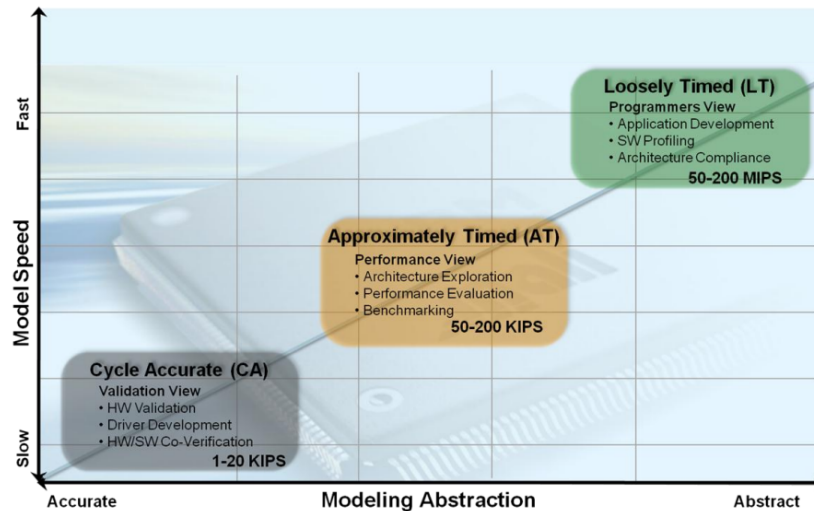 Fast
Model Speed
Slow
Loosely Timed (LT)
Programmers View
• Application Development
• SW Profiling
• Architecture Compliance
50-200 MIPS
Approximately Timed (AT)
Performance View
• Architecture Exploration
• Performance Evaluation
• Benchmarking
50-200 KIPS
Cycle Accurate (CA)
Validation View
• HW Validation
• Driver Development
• HW/SW Co-Verification
1-20 KIPS
Accurate
Modeling Abstraction
Abstract